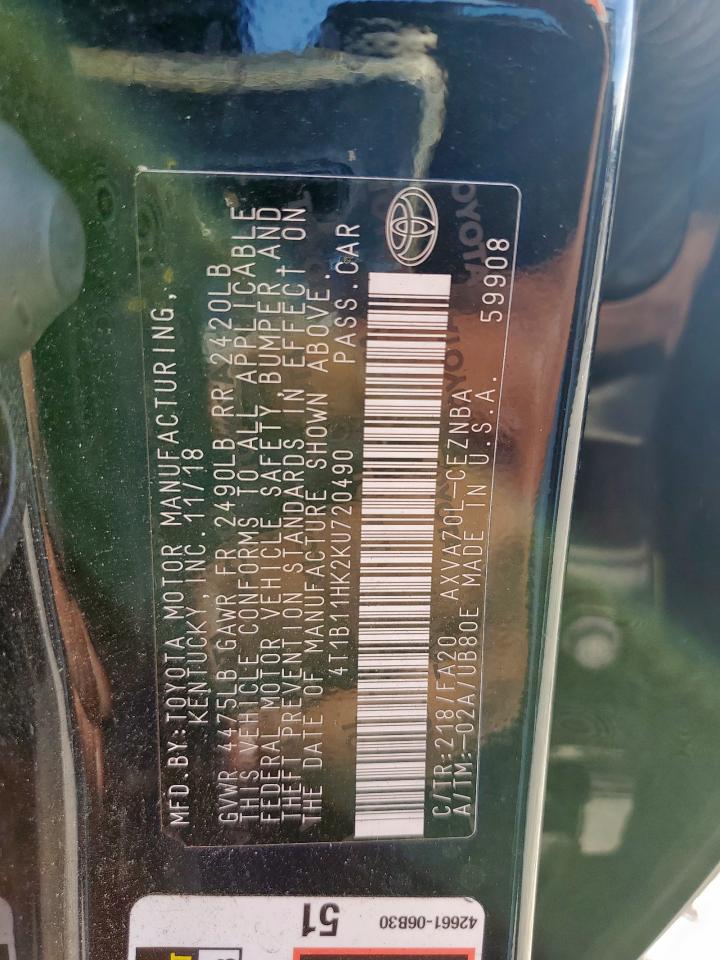 MFD.BY:TOYOTA MOTOR MANUFACTURING,
KENTUCKY, INC. 11/18
GVWR 4475LB GAWR FR 2490LB RR 2420LB
THIS VEHICLE CONFORMS TO ALL APPLICABLE
FEDERAL MOTOR VEHICLE SAFETY BUMPER, AND
THEFT PREVENTION STANDARDS IN EFFECT ON
THE DATE OF MANUFACTURE SHOWN ABOVE.
4T1B11HK2KU720490 PASS.CAR
C/TR:218/FA20 AXVA70L-CEZNBA
A/TM:-02A/UB80E MADE IN U.S.A. 59908
TOYOTA
51
42661-06B30